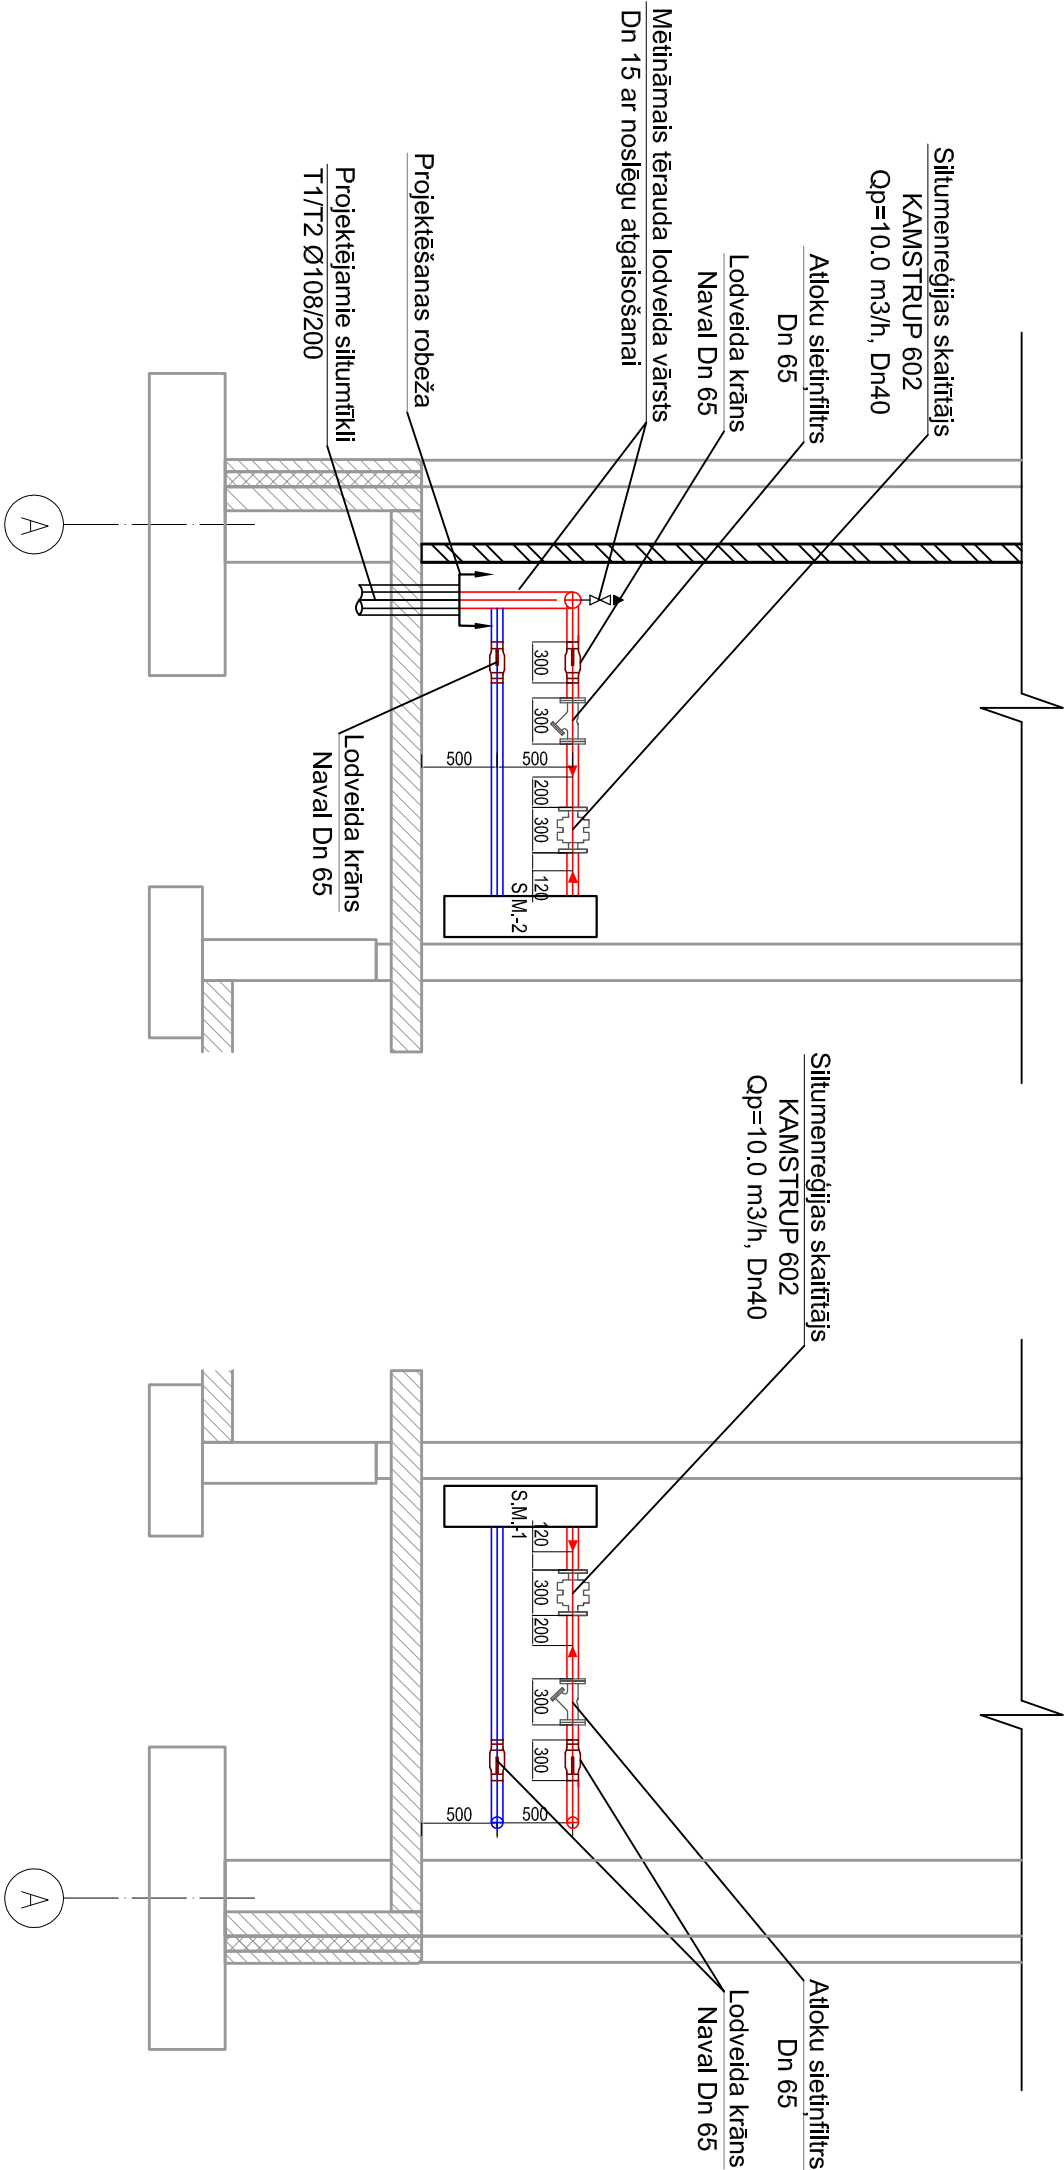 Mētināmais tērauda lodveida vārsts
Dn 15 ar noslēgu atgaisošanai
Siltumenreģijas skaitītājs
KAMSTRUP 602
Qp=10.0 m3/h, Dn40
Atloku sietiņfiltrs
Dn 65
Lodveida krāns
Naval Dn 65
Projektēšanas robeža
Projektējamie siltumtīkli
T1/T2 Ø108/200
A
300
300
500
500
200
300
120
S.M.-2
Lodveida krāns
Naval Dn 65
Siltumenreģijas skaitītājs
KAMSTRUP 602
Qp=10.0 m3/h, Dn40
S.M.-1
120
300
200
300
300
500
500
A
Atloku sietiņfiltrs
Dn 65
Lodveida krāns
Naval Dn 65